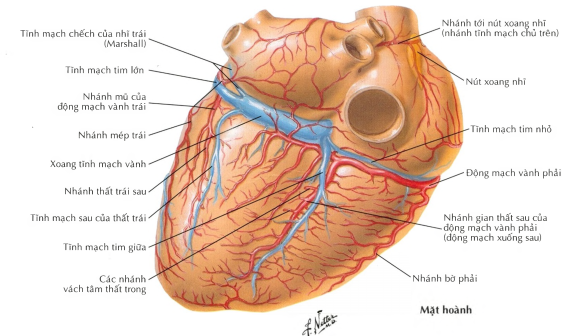 Tĩnh mạch chếch của nhĩ trái
(Marshall)
Tĩnh mạch tim lớn
Nhánh mũ của
động mạch vành trái
Nhánh mép trái
Xoang tĩnh mạch vành
Nhánh thất trái sau
Tĩnh mạch sau của thất trái
Tĩnh mạch tim giữa
Các nhánh
vách tâm thất trong
Nhánh tới nút xoang nhĩ
(nhánh tĩnh mạch chủ trên)
Nút xoang nhĩ
Tĩnh mạch tim nhỏ
Động mạch vành phải
Nhánh gian thất sau của
động mạch vành phải
(động mạch xuống sau)
Nhánh bờ phải
Mặt hoành
F. Netter
M.D.